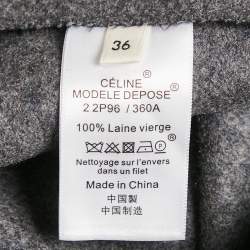 36
CÉLINE®
MODELE DEPOSE®
2 2P96 / 360A
100% Laine vierge
Nettoyage sur l'envers
dans un filet
Made in China
中国製
中国制造